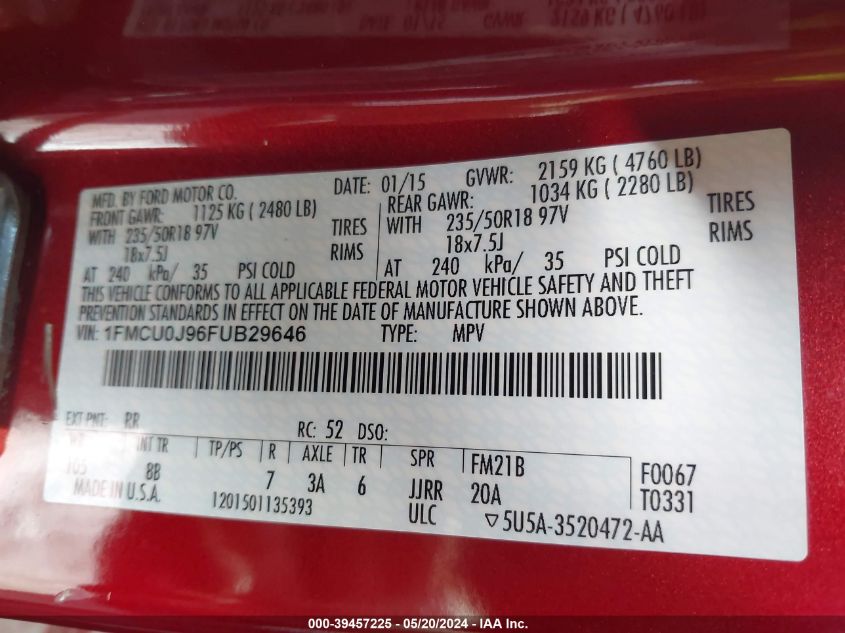 MFD. BY FORD MOTOR CO. DATE: 01/15 GVWR: 2159 KG ( 4760 LB)
FRONT GAWR: 1125 KG ( 2480 LB) REAR GAWR: 1034 KG ( 2280 LB)
WITH 235/50R18 97V TIRES WITH 235/50R18 97V TIRES
18x7.5J RIMS 18x7.5J RIMS
AT 240 kPa/ 35 PSI COLD AT 240 kPa/ 35 PSI COLD
THIS VEHICLE CONFORMS TO ALL APPLICABLE FEDERAL MOTOR VEHICLE SAFETY AND THEFT
PREVENTION STANDARDS IN EFFECT ON THE DATE OF MANUFACTURE SHOWN ABOVE.
VIN: 1FMCU0J96FUB29646 TYPE: MPV
EXT PNT: RR RC: 52 DSO:
INT TR TP/PS R AXLE TR SPR FM21B F0067
105 8B 7 3A 6 JJRR 20A T0331
MADE IN U.S.A. 1201501135393 ULC ▽5U5A-3520472-AA
000-39457225 - 05/20/2024 - IAA Inc.